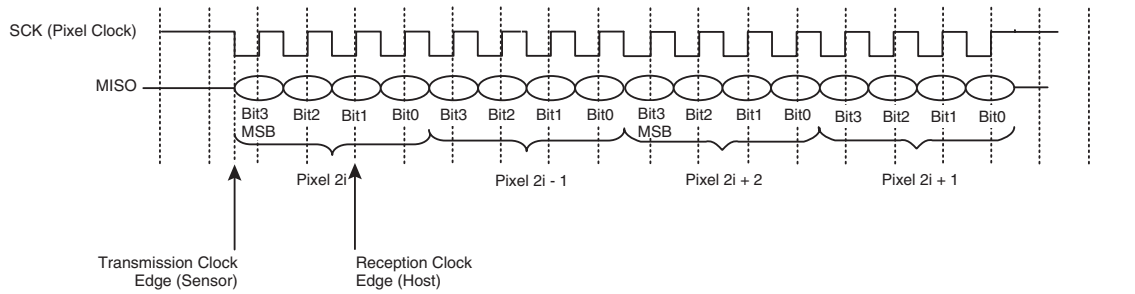 SCK (Pixel Clock)
MISO
Bit3 Bit2 Bit1 Bit0 Bit3 Bit2 Bit1 Bit0 Bit3 Bit2 Bit1 Bit0 Bit3 Bit2 Bit1 Bit0
MSB MSB
Pixel 2i Pixel 2i - 1 Pixel 2i + 2 Pixel 2i + 1
Transmission Clock
Edge (Sensor)
Reception Clock
Edge (Host)